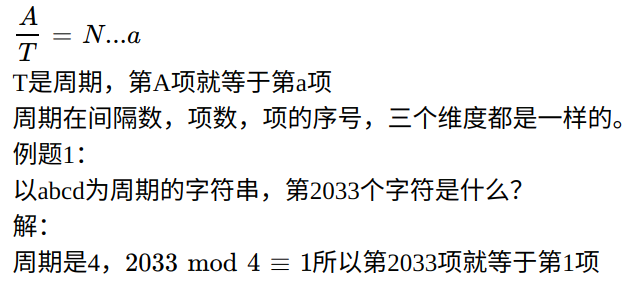 A/T = N...a
T是周期，第A项就等于第a项
周期在间隔数，项数，项的序号，三个维度都是一样的。
例题1：
以abcd为周期的字符串，第2033个字符是什么？
解：
周期是4，2033 mod 4 ≡ 1所以第2033项就等于第1项